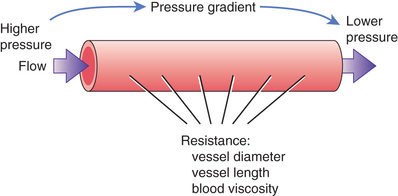 Pressure gradient
Higher
pressure
Lower
pressure
Flow
Resistance:
vessel diameter
vessel length
blood viscosity